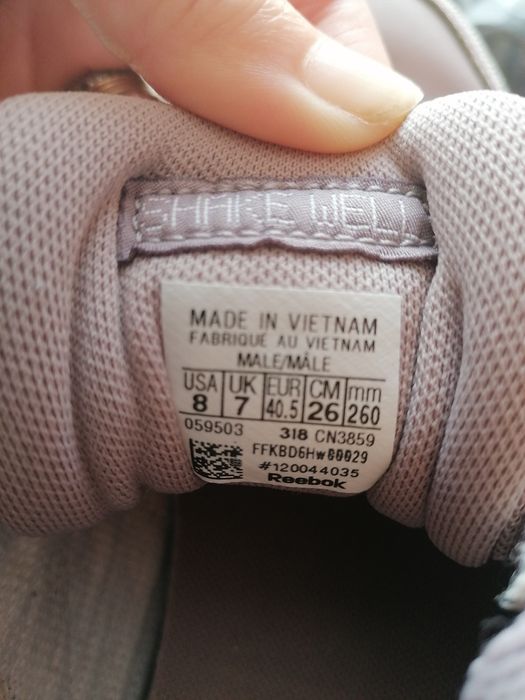 SHAKE WELL
MADE IN VIETNAM
FABRIQUÉ AU VIETNAM
MALE/MÂLE
USA UK EUR CM mm
8 7 40.5 26 260
059503 318 CN3859
FFKBD6HW00029
#120044035
Reebok